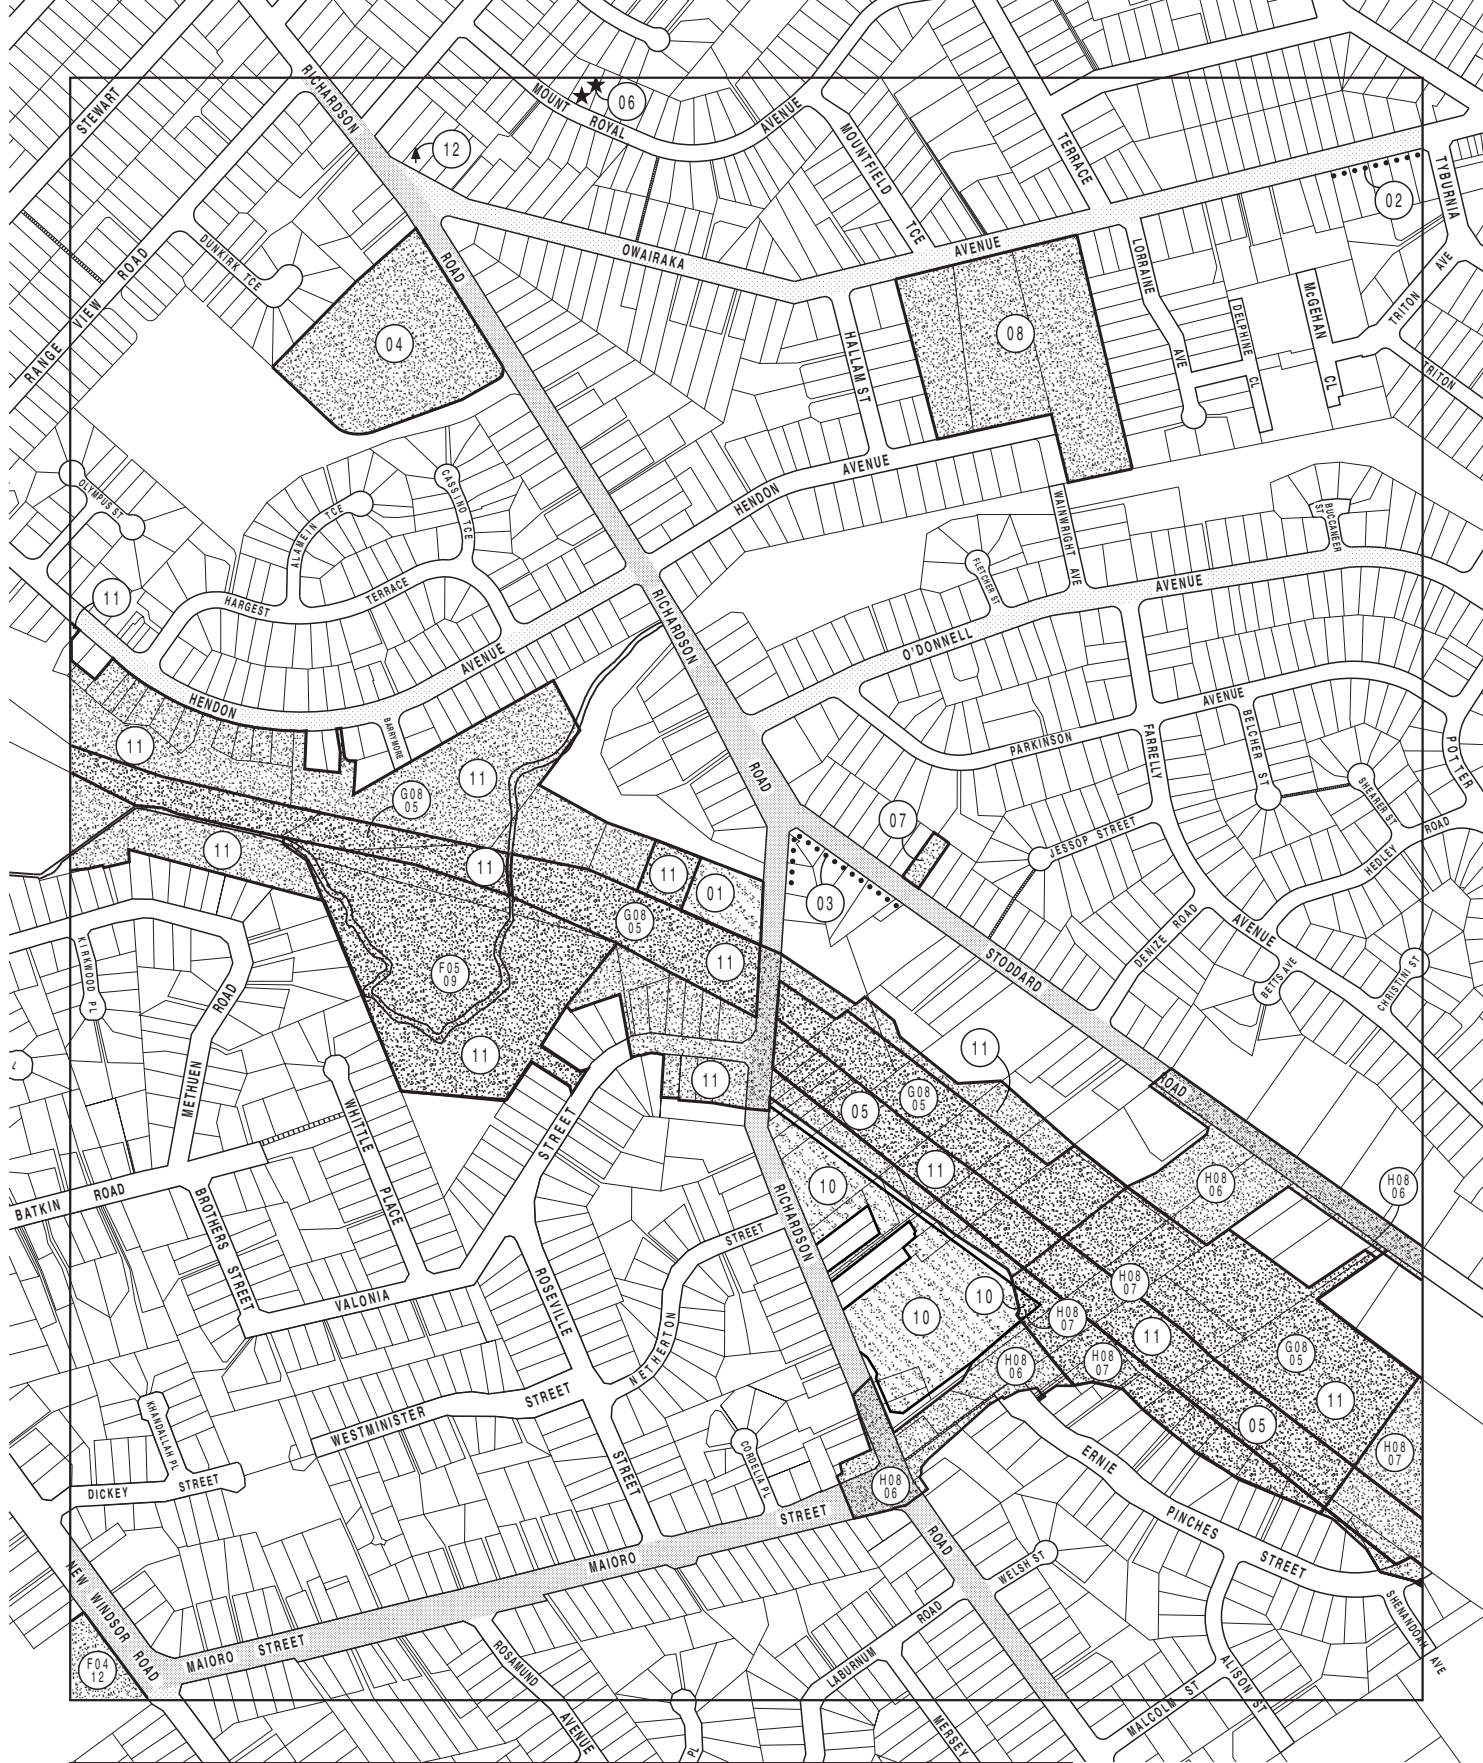 STEWART
RICHARDSON
MOUNT
ROYAL
AVENUE
06
12
MOUNTFIELD
TCE
TERRACE
TYBURNIA
02
RANGE
VIEW
ROAD
DUNKIRK TCE
ROAD
OWAIRAKA
AVENUE
LORRAINE
AVE
DELPHINE
CL
McGEHAN
CL
TRITON
AVE
TRITON
04
08
HALLAM ST
HENDON
AVENUE
OLYMPUS ST
ALAMEIN TCE
CASSINO TCE
WAINWRIGHT AVE
BUCCANEER
ST
FLETCHER ST
11
HARGEST
TERRACE
RICHARDSON
O'DONNELL
AVENUE
HENDON
AVENUE
BARRYMORE
11
11
G08
05
ROAD
PARKINSON
AVENUE
FARRELLY
BELCHER ST
SHEARER ST
POTTER
07
JESSOP STREET
HEDLEY
ROAD
11
11
11
01
03
G08
05
11
F05
09
11
11
STODDARD
ROAD
DENIZE ROAD
AVENUE
BETTS AVE
CHRISTINI ST
KIRKWOOD PL
METHUEN
ROAD
WHITTLE
PLACE
STREET
11
G08
05
05
11
10
H08
06
H08
06
BATKIN
ROAD
BROTHERS
STREET
VALONIA
ROSEVILLE
STREET
NETHERTON
STREET
RICHARDSON
10
10
H08
07
H08
07
11
H08
07
H08
06
G08
05
11
05
H08
07
KHANDALLAH PL
WESTMINISTER
STREET
CORDELIA PL
DICKEY
STREET
STREET
H08
06
ERNIE
PINCHES
STREET
MAIORO
ROAD
WELSH ST
SHENANDOAH
AVE
NEW WINDSOR ROAD
F04
12
MAIORO
STREET
ROSAMUND
AVENUE
PL
LABURNUM
ROAD
MERSEY
MALCOLM ST
ALISON ST